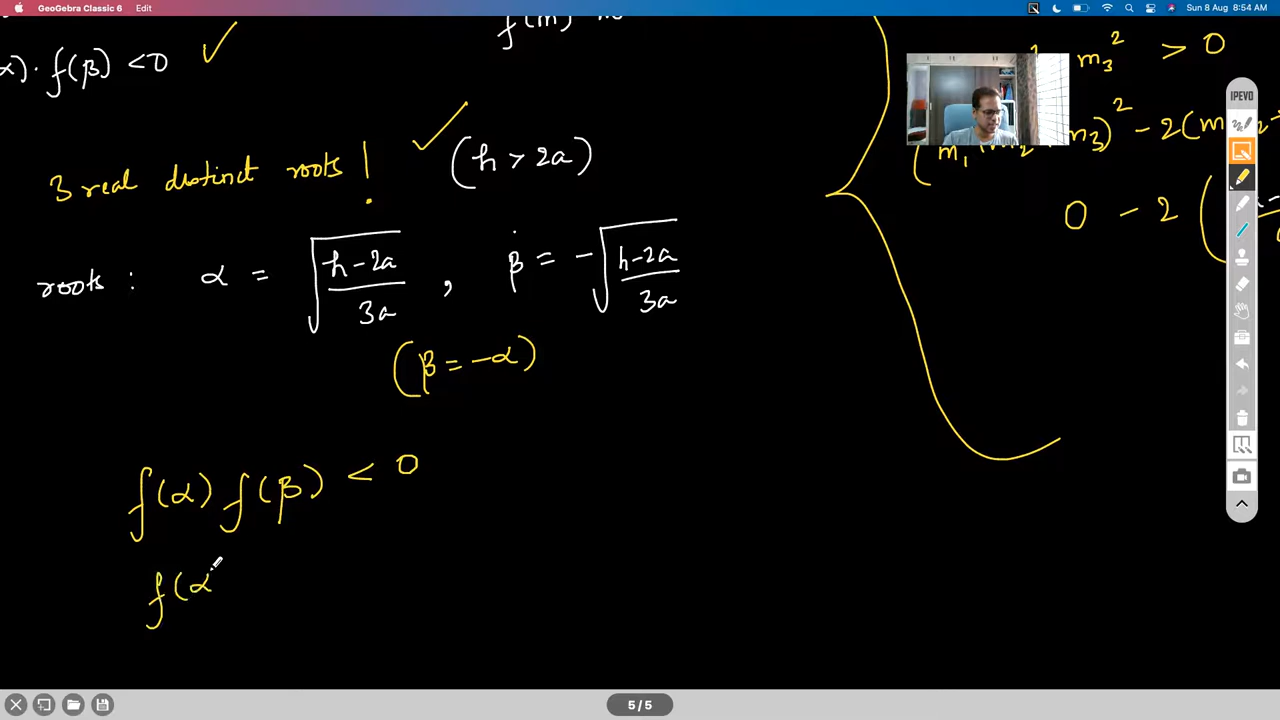 GeoGebra Classic 6 Edit
Sun 8 Aug 8:54 AM
f(m)
α)· f(β) <0 ✓
3 real distinct roots! ✓ (h > 2a)
roots : α = √((h-2a)/3a) , β = -√((h-2a)/3a)
(β = -α)
f(α) f(β) < 0
f(α
m₃² > 0
(m₁ m₃)² - 2(m
0 - 2 (
IPEVO
5 / 5